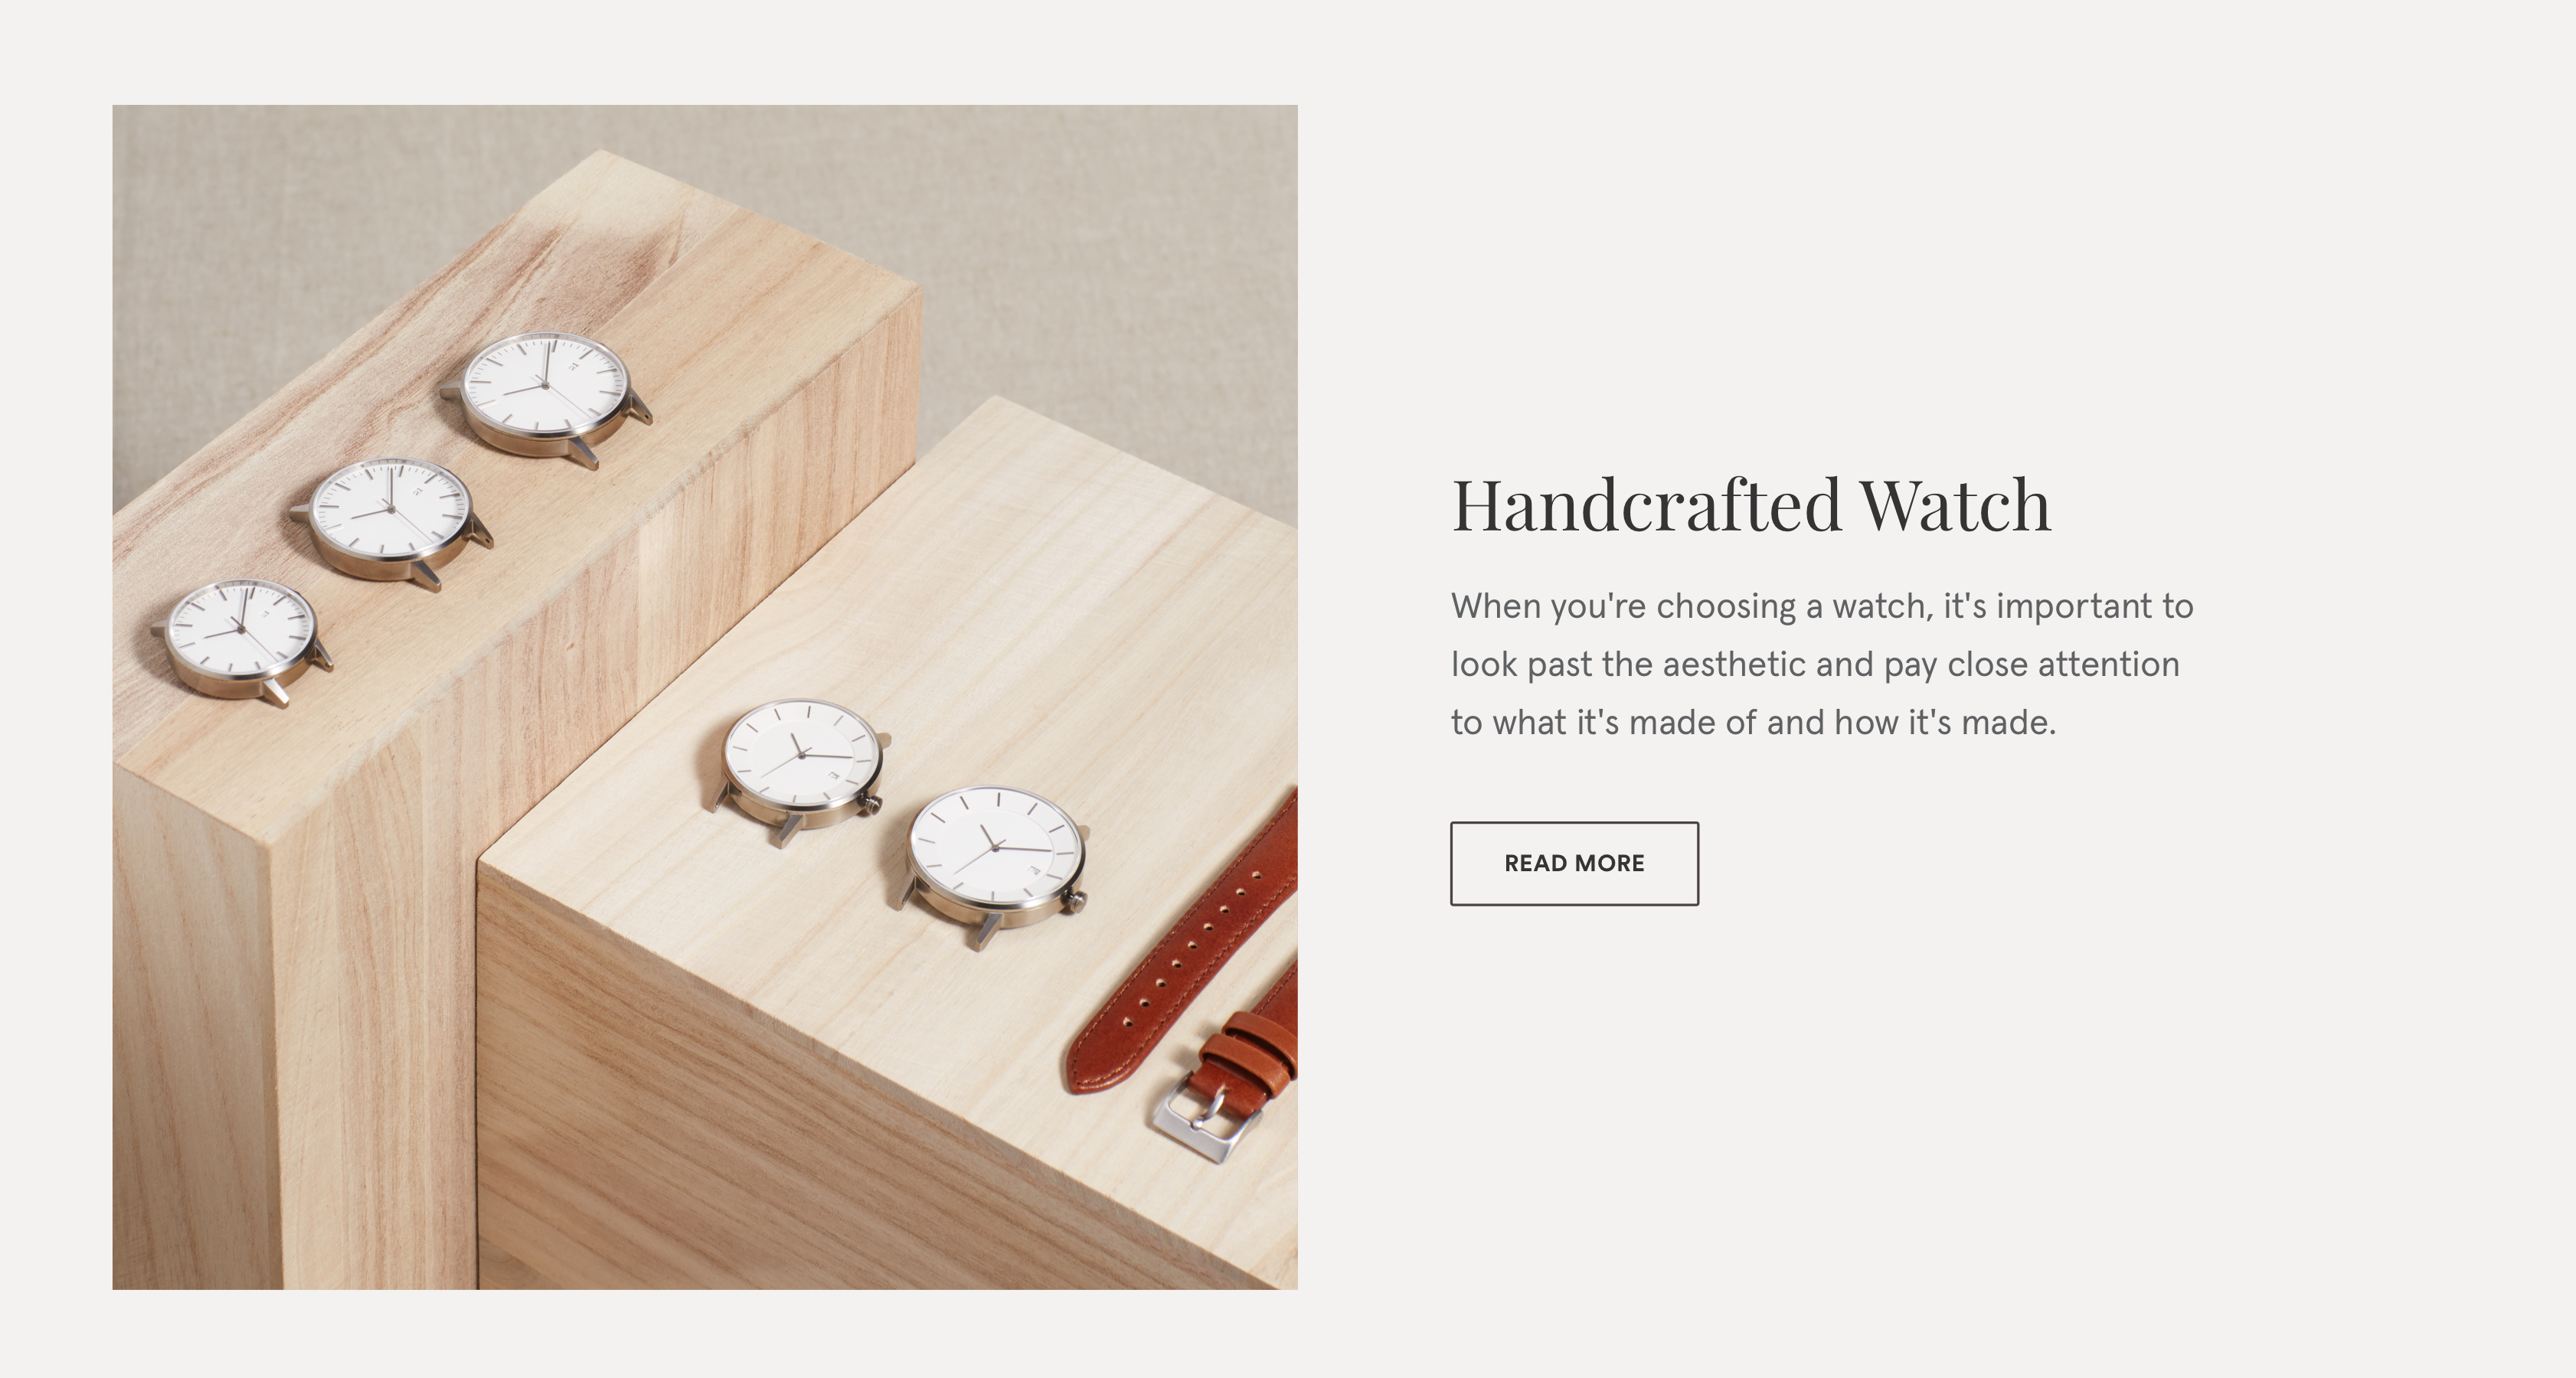 Handcrafted Watch
When you're choosing a watch, it's important to
look past the aesthetic and pay close attention
to what it's made of and how it's made.
READ MORE